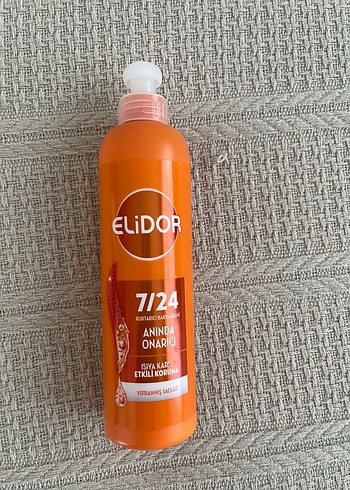 ELiDOR
7/24
KURTARICI BAKIM KREMİ
ANINDA
ONARICI
ISIYA KARŞI
ETKİLİ KORUMA
YIPRANMIŞ SAÇLAR